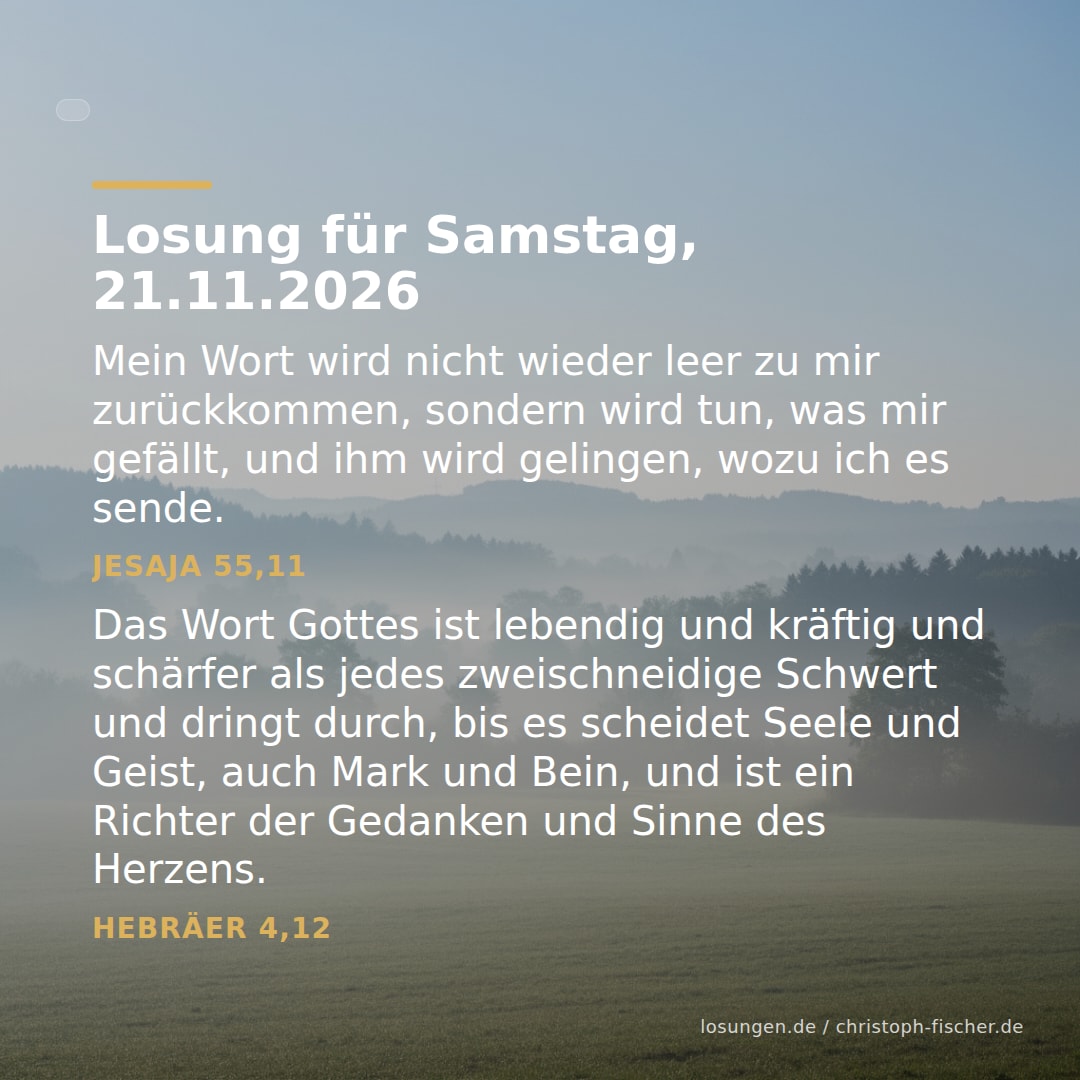 Losung für Samstag,
21.11.2026
Mein Wort wird nicht wieder leer zu mir
zurückkommen, sondern wird tun, was mir
gefällt, und ihm wird gelingen, wozu ich es
sende.
JESAJA 55,11
Das Wort Gottes ist lebendig und kräftig und
schärfer als jedes zweischneidige Schwert
und dringt durch, bis es scheidet Seele und
Geist, auch Mark und Bein, und ist ein
Richter der Gedanken und Sinne des
Herzens.
HEBRÄER 4,12
losungen.de / christoph-fischer.de